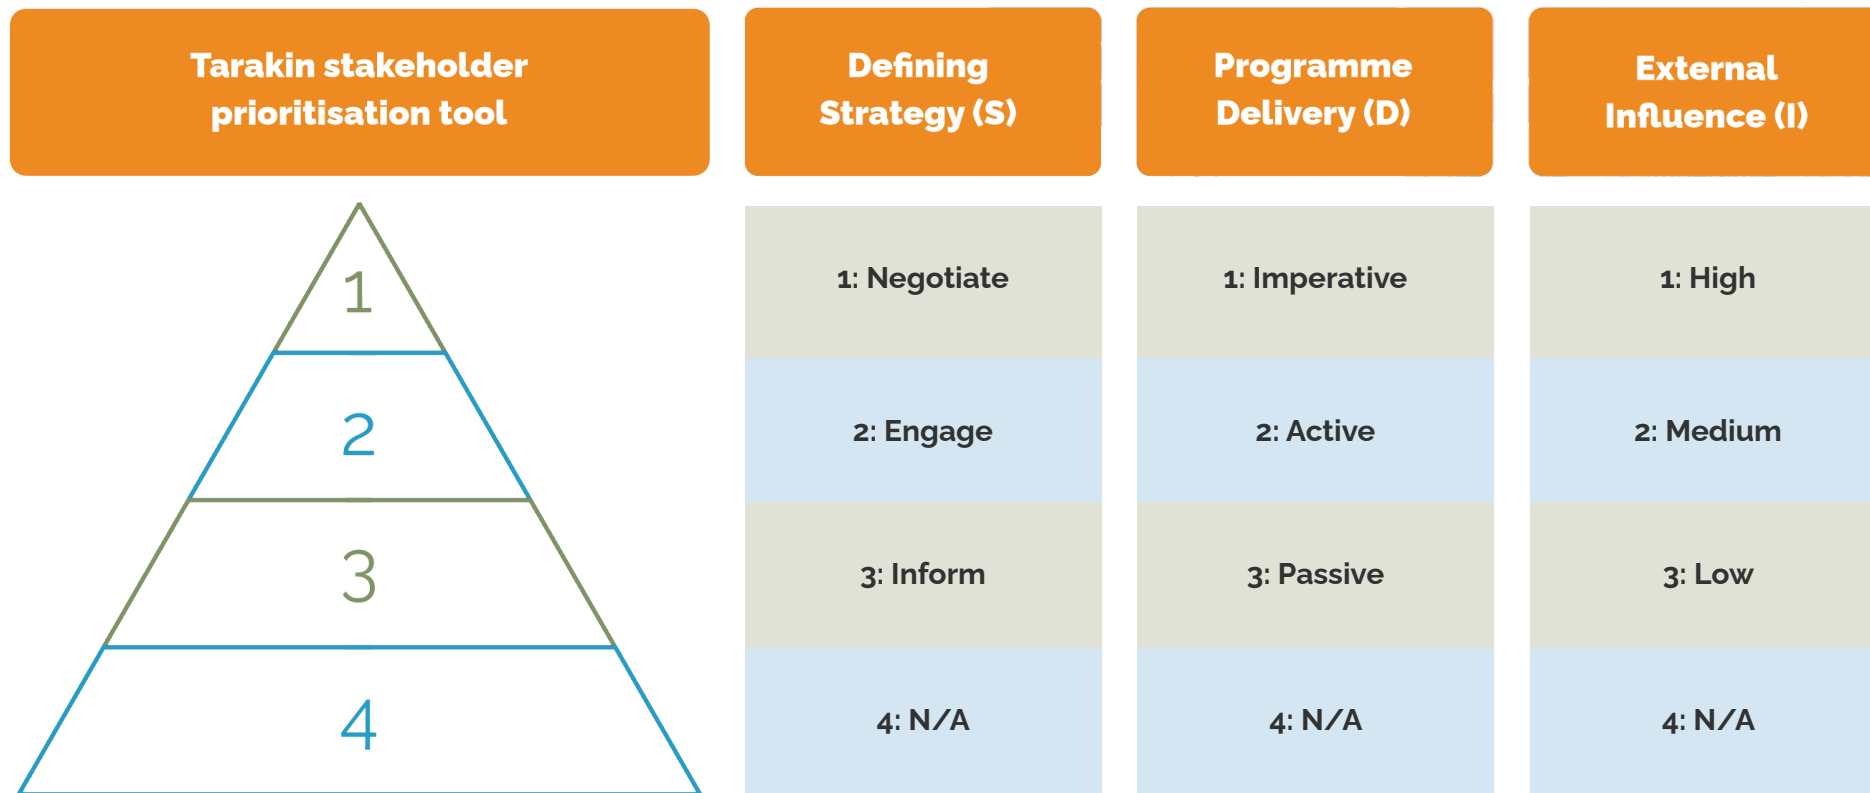 Tarakin stakeholder
prioritisation tool
Defining
Strategy (S)
Programme
Delivery (D)
External
Influence (I)
1
1: Negotiate
1: Imperative
1: High
2
2: Engage
2: Active
2: Medium
3
3: Inform
3: Passive
3: Low
4
4: N/A
4: N/A
4: N/A